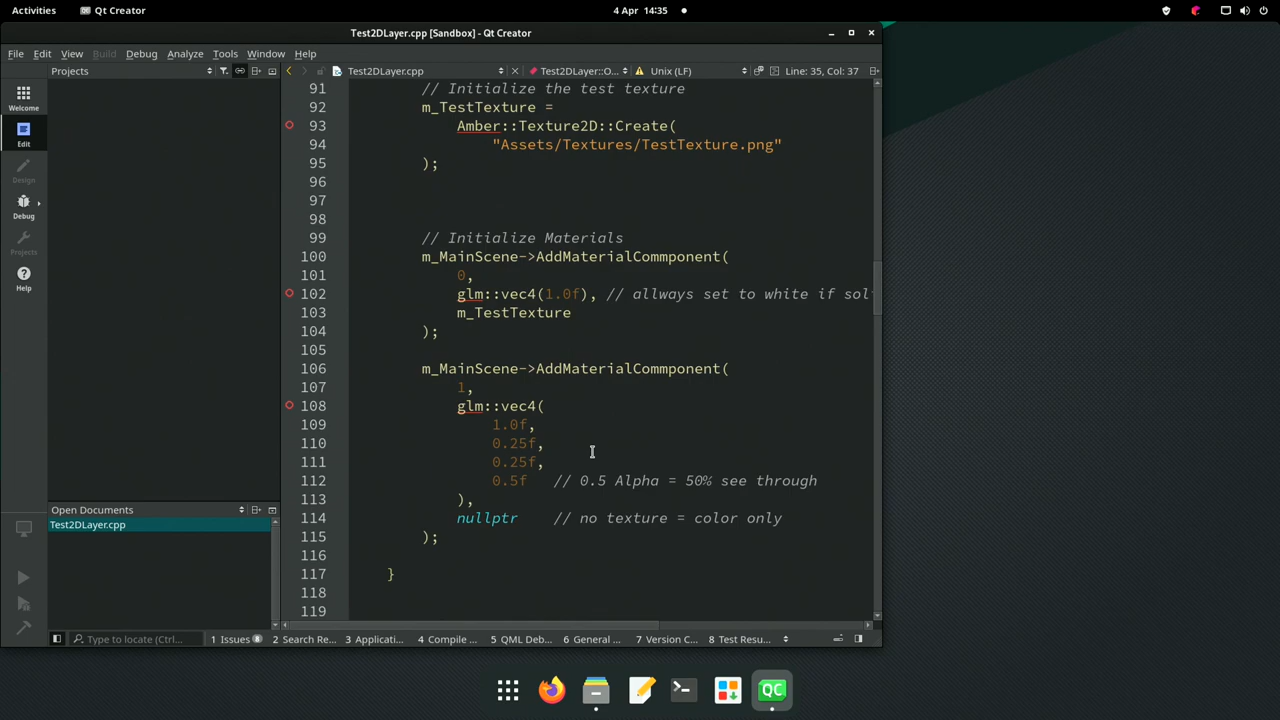 Activities
Qt Creator
4 Apr 14:35
Test2DLayer.cpp [Sandbox] - Qt Creator
File Edit View Build Debug Analyze Tools Window Help
Projects
Test2DLayer.cpp
Test2DLayer::O...
Unix (LF)
Line: 35, Col: 37
Welcome
Edit
Design
Debug
Projects
Help
91 // Initialize the test texture
92 m_TestTexture =
93 Amber::Texture2D::Create(
94 "Assets/Textures/TestTexture.png"
95 );
96
97
98
99 // Initialize Materials
100 m_MainScene->AddMaterialCommponent(
101 0,
102 glm::vec4(1.0f), // allways set to white if sol
103 m_TestTexture
104 );
105
106 m_MainScene->AddMaterialCommponent(
107 1,
108 glm::vec4(
109 1.0f,
110 0.25f,
111 0.25f,
112 0.5f // 0.5 Alpha = 50% see through
113 ),
114 nullptr // no texture = color only
115 );
116
117 }
118
119
Open Documents
Test2DLayer.cpp
Type to locate (...
1 Issues 8
2 Search Re...
3 Applicati...
4 Compile ...
5 QML Deb...
6 General ...
7 Version C...
8 Test Resu...
QC